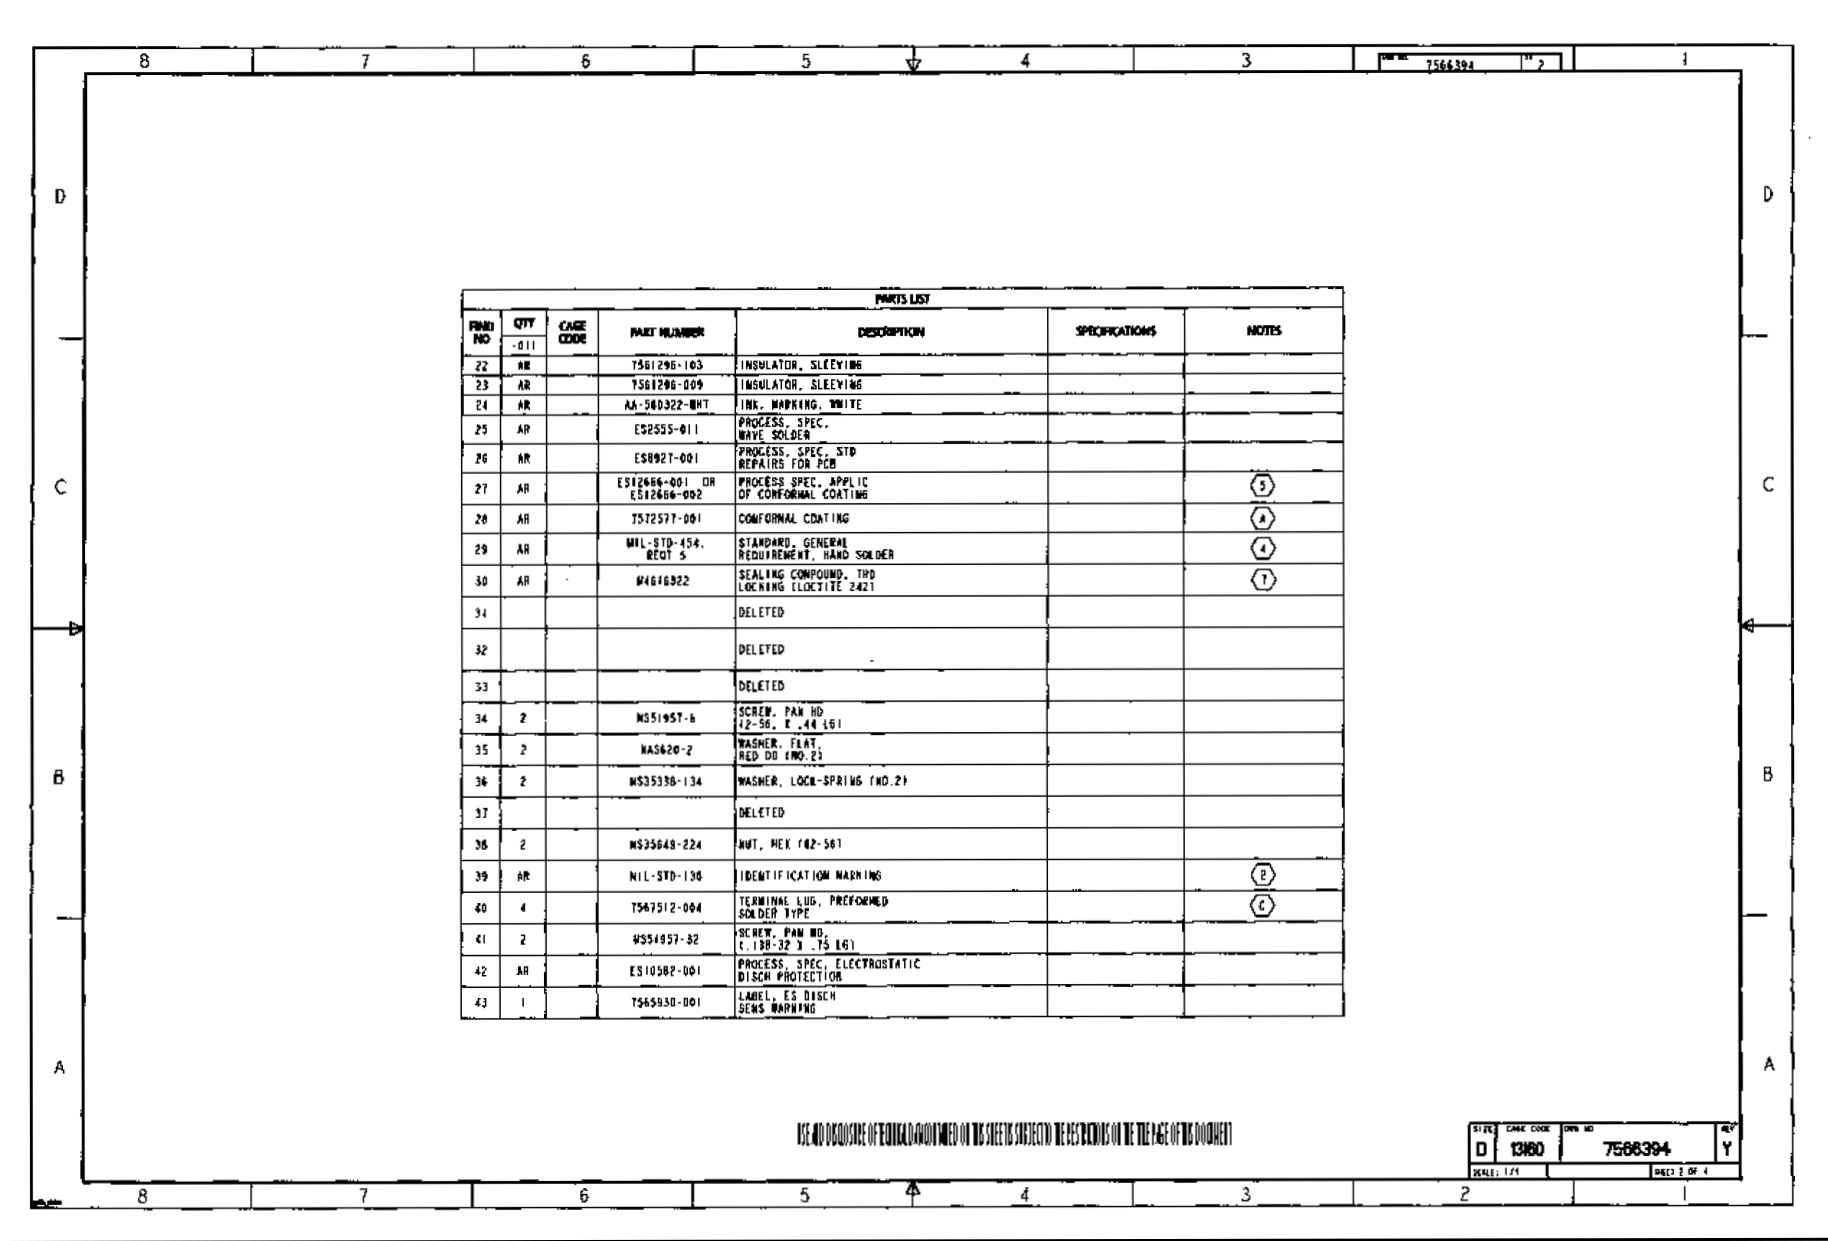 8 7 6 5 4 3 1
7566394 2
D D
C C
B B
A A
PARTS LIST
FIND NO QTY -011 CAGE CODE PART NUMBER DESCRIPTION SPECIFICATIONS NOTES
22 AR 7561296-103 INSULATOR, SLEEVING
23 AR 7561296-009 INSULATOR, SLEEVING
24 AR AA-560322-WHT INK, MARKING, WHITE
25 AR ES2555-011 PROCESS, SPEC,
WAVE SOLDER
26 AR ES8927-001 PROCESS, SPEC, STD
REPAIRS FOR PCB
27 AR ES12666-001 OR PROCESS SPEC, APPLIC 5
ES12666-002 OF CONFORMAL COATING
28 AR 7572577-001 CONFORMAL COATING A
29 AR MIL-STD-454, STANDARD, GENERAL 4
REQT 5 REQUIREMENT, HAND SOLDER
30 AR SEALING COMPOUND, THD 7
LOCKING (LOCTITE 242)
31 DELETED
32 DELETED
33 DELETED
34 2 MS51957-6 SCREW, PAN HD
35 2 NAS620-2 WASHER, FLAT,
RED OD (NO.2)
36 2 MS35338-134 WASHER, LOCK-SPRING (NO.2)
37 DELETED
38 2 MS35649-224 NUT, HEX (#2-56)
39 AR MIL-STD-130 IDENTIFICATION MARKING 2
40 4 7567512-004 TERMINAL LUG, PREFORMED C
SOLDER TYPE
41 2 MS51957-32 SCREW, PAN HD,
(.138-32 X .75 LG)
42 AR ES10582-001 PROCESS, SPEC, ELECTROSTATIC
DISCH PROTECTION
43 1 7565930-001 LABEL, ES DISCH
SENS WARNING
USE AND DISCLOSURE OF TECHNICAL DATA CONTAINED ON THIS SHEET IS SUBJECT TO THE RESTRICTIONS ON THE TITLE PAGE OF THIS DOCUMENT
SIZE CAGE CODE DWG NO REV
D 13160 7566394 Y
SCALE: 1/1 SHEET 2 OF 4
8 7 6 5 4 3 2 1